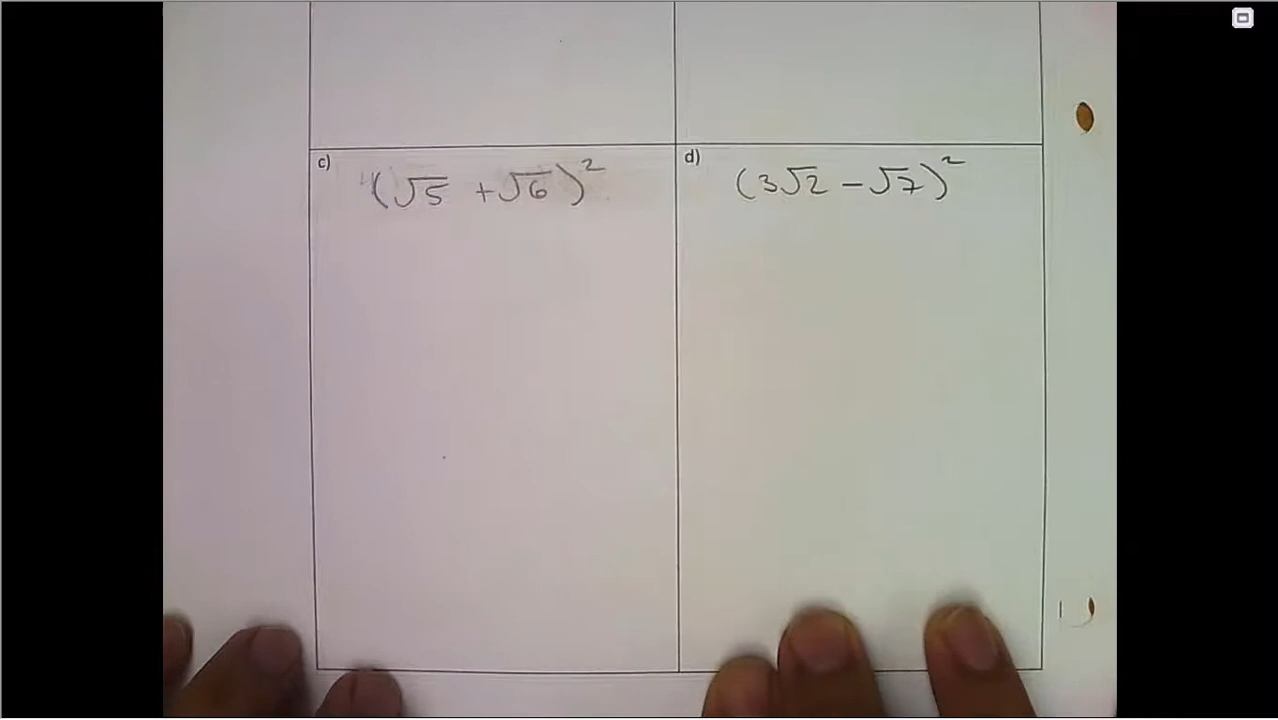 c) (√5 +√6)²
d) (3√2 −√7)²